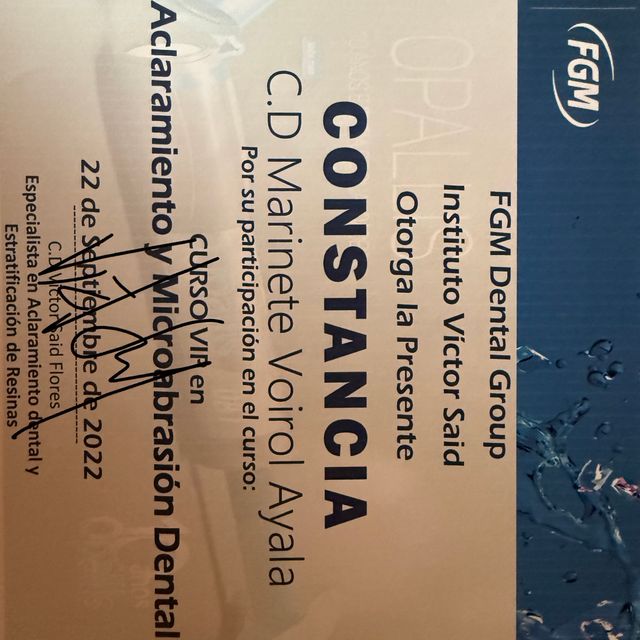 FGM
FGM Dental Group
Instituto Víctor Said
Otorga la Presente
OPALUS
CONSTANCIA
C.D Marinete Voirol Ayala
Por su participación en el curso:
CURSO VIP en
Aclaramiento y Microabrasión Dental
22 de Septiembre de 2022
C.D. Víctor Said Flores
Especialista en Aclaramiento dental y
Estratificación de Resinas